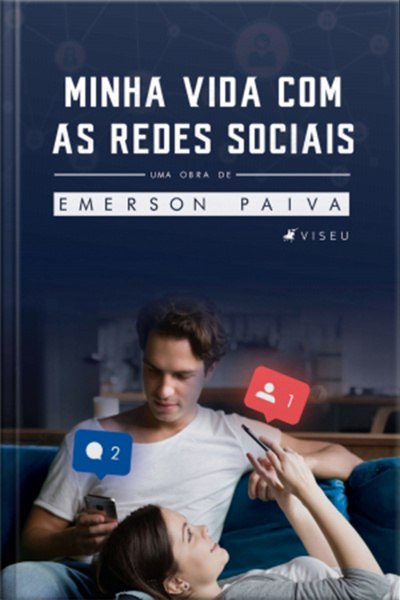 MINHA VIDA COM
AS REDES SOCIAIS
UMA OBRA DE
EMERSON PAIVA
VISEU
1
2